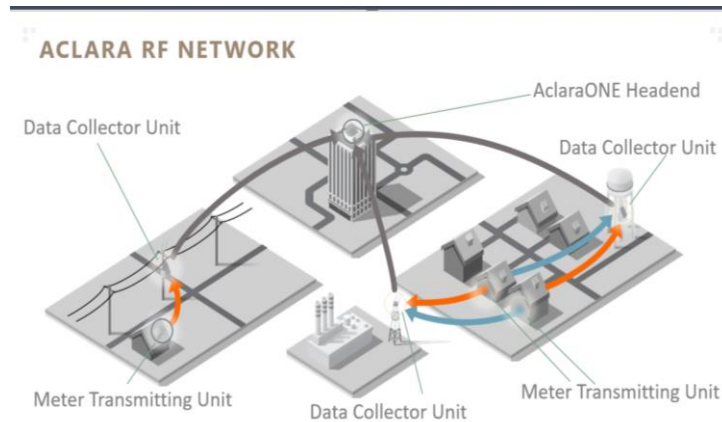 ACLARA RF NETWORK
AclaraONE Headend
Data Collector Unit
Data Collector Unit
Meter Transmitting Unit
Data Collector Unit
Meter Transmitting Unit